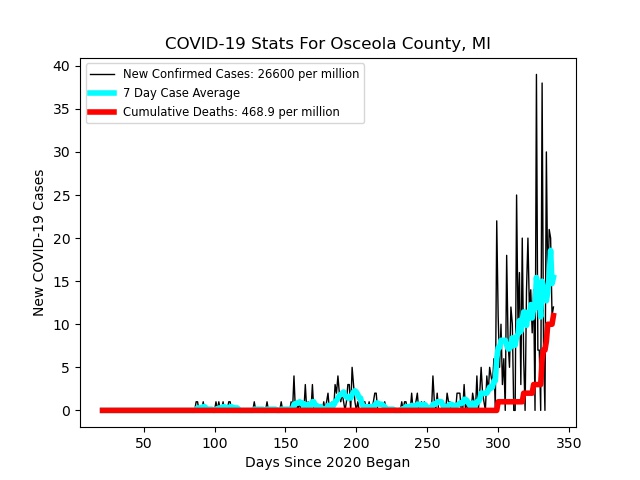 COVID-19 Stats For Osceola County, MI
New Confirmed Cases: 26600 per million
7 Day Case Average
Cumulative Deaths: 468.9 per million
New COVID-19 Cases
40
35
30
25
20
15
10
5
0
50 100 150 200 250 300 350
Days Since 2020 Began